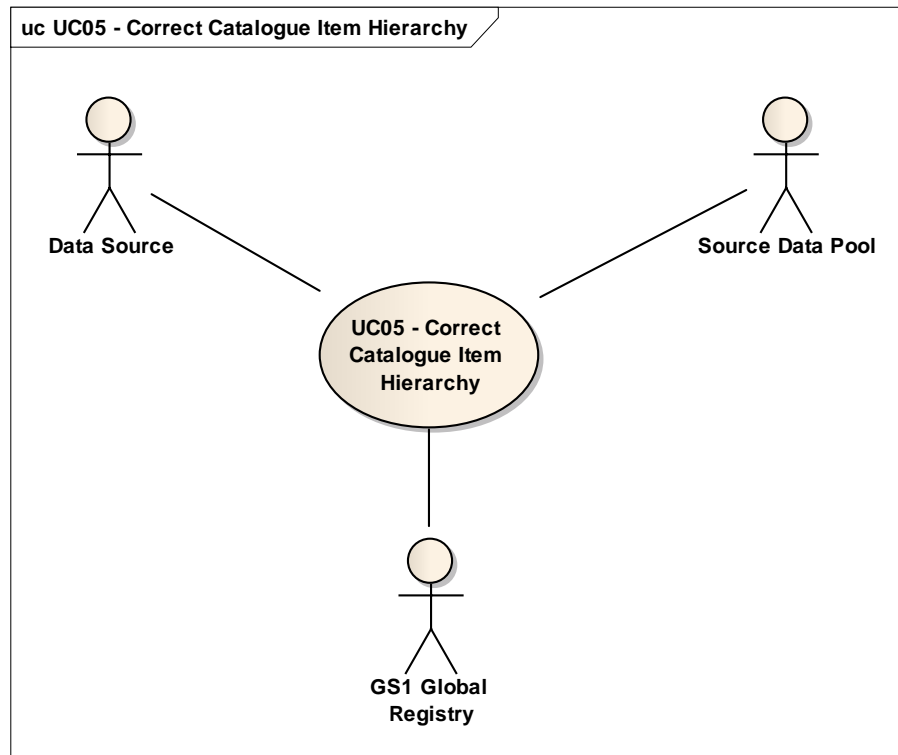 uc UC05 - Correct Catalogue Item Hierarchy
Data Source
Source Data Pool
UC05 - Correct
Catalogue Item
Hierarchy
GS1 Global
Registry